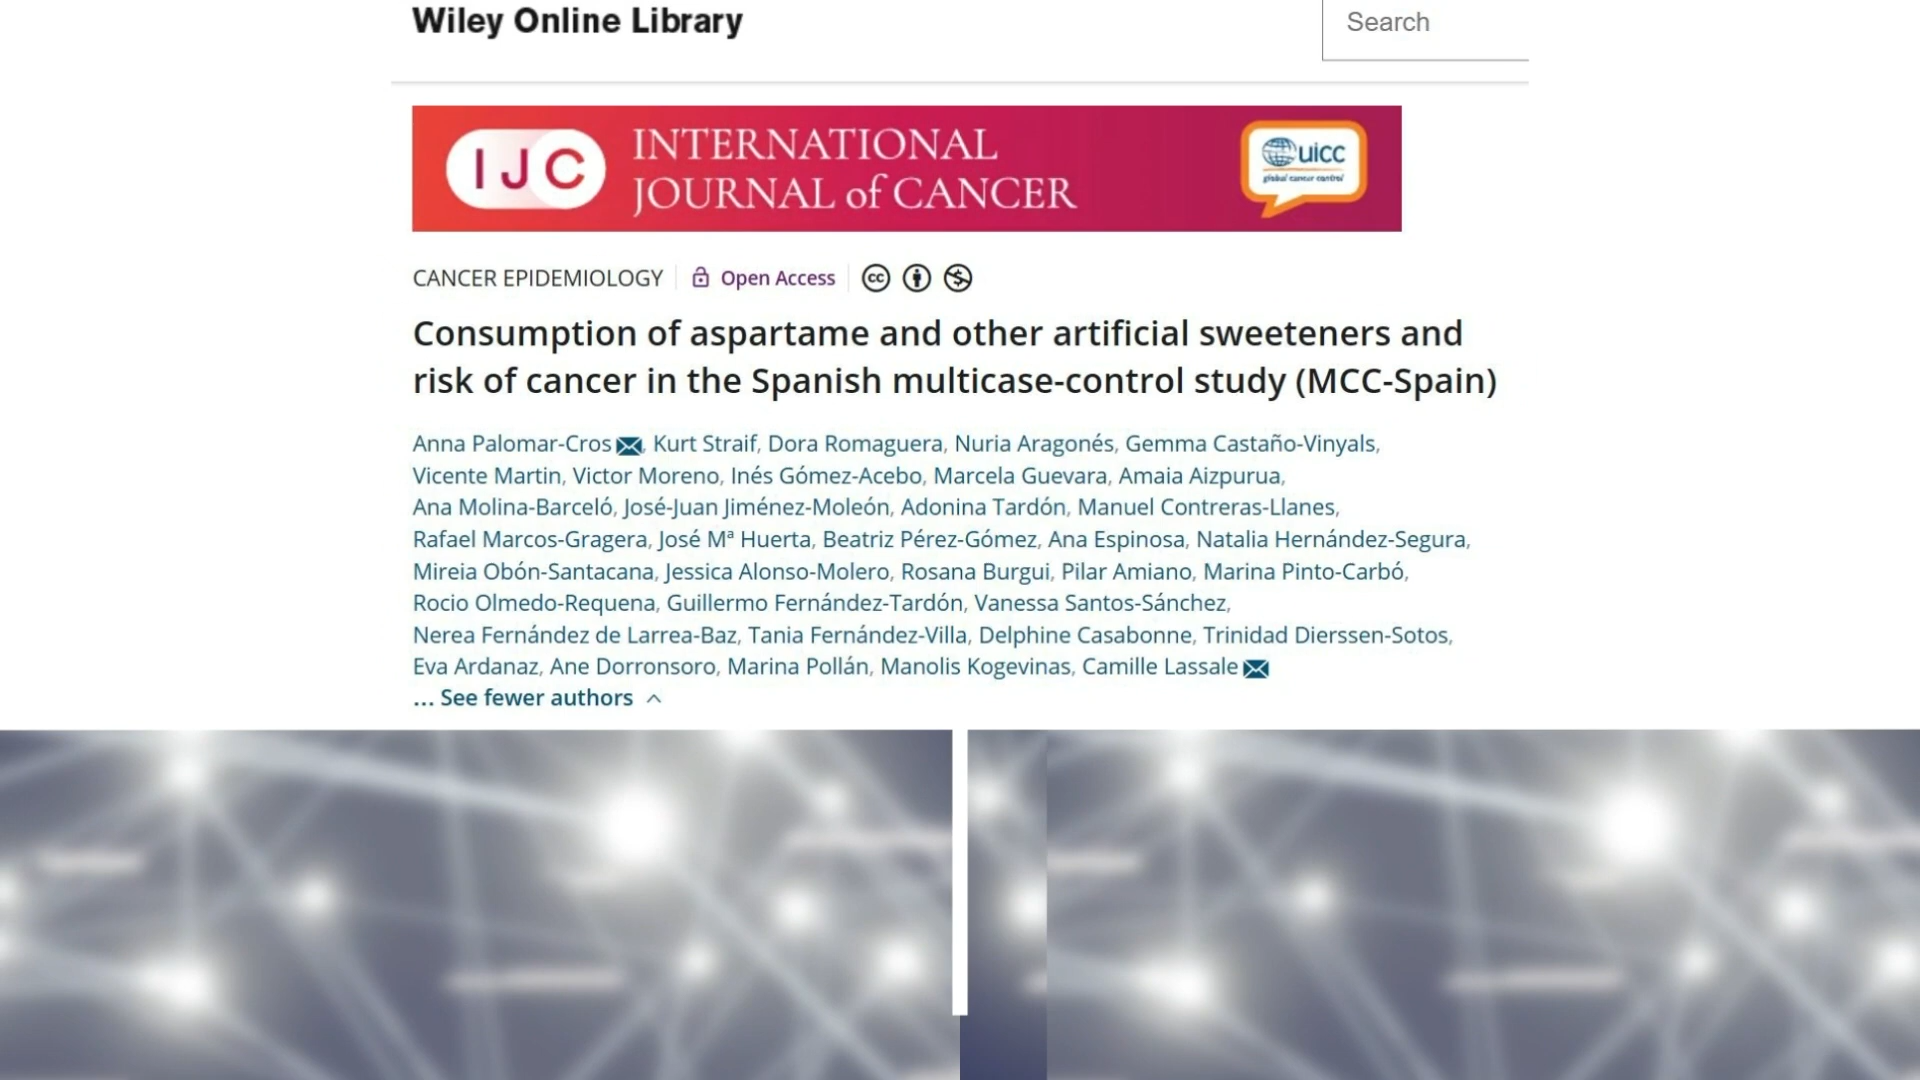 Wiley Online Library
Search
IJC
INTERNATIONAL
JOURNAL of CANCER
uicc
global cancer control
CANCER EPIDEMIOLOGY
Open Access
cc
Consumption of aspartame and other artificial sweeteners and
risk of cancer in the Spanish multicase-control study (MCC-Spain)
Anna Palomar-Cros, Kurt Straif, Dora Romaguera, Nuria Aragonés, Gemma Castaño-Vinyals,
Vicente Martin, Victor Moreno, Inés Gómez-Acebo, Marcela Guevara, Amaia Aizpurua,
Ana Molina-Barceló, José-Juan Jiménez-Moleón, Adonina Tardón, Manuel Contreras-Llanes,
Rafael Marcos-Gragera, José Mª Huerta, Beatriz Pérez-Gómez, Ana Espinosa, Natalia Hernández-Segura,
Mireia Obón-Santacana, Jessica Alonso-Molero, Rosana Burgui, Pilar Amiano, Marina Pinto-Carbó,
Rocio Olmedo-Requena, Guillermo Fernández-Tardón, Vanessa Santos-Sánchez,
Nerea Fernández de Larrea-Baz, Tania Fernández-Villa, Delphine Casabonne, Trinidad Dierssen-Sotos,
Eva Ardanaz, Ane Dorronsoro, Marina Pollán, Manolis Kogevinas, Camille Lassale
... See fewer authors